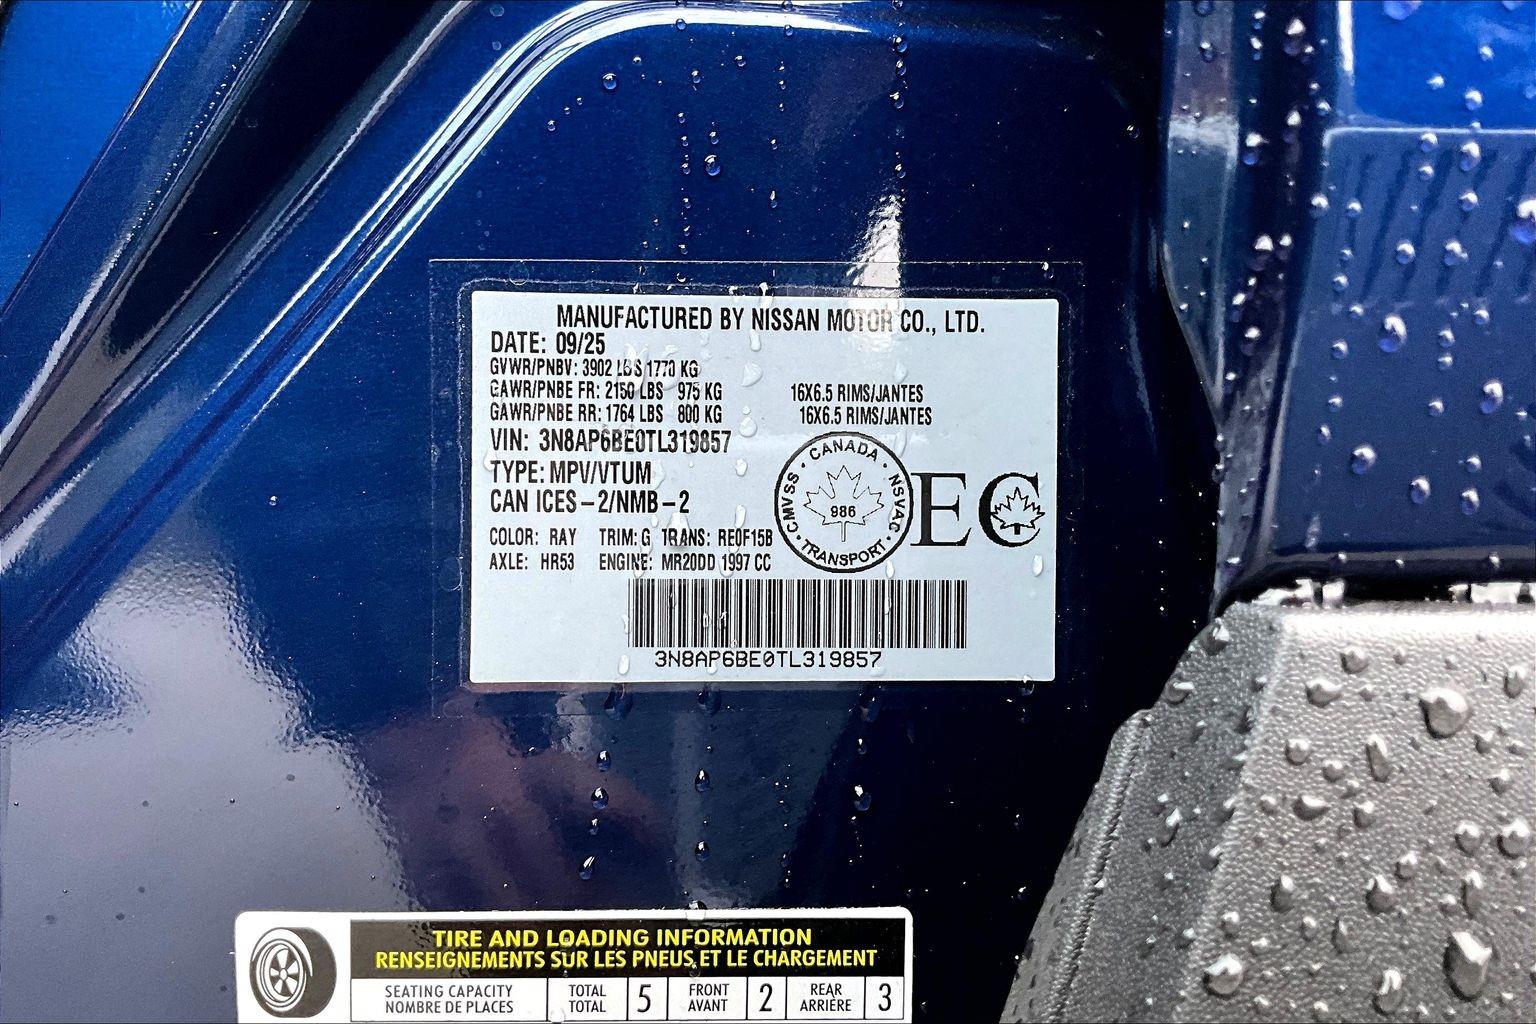 MANUFACTURED BY NISSAN MOTOR CO., LTD.
DATE: 09/25
GVWR/PNBV: 3902 LBS 1770 KG
GAWR/PNBE FR: 2150 LBS 975 KG 16X6.5 RIMS/JANTES
GAWR/PNBE RR: 1764 LBS 800 KG 16X6.5 RIMS/JANTES
VIN: 3N8AP6BE0TL319857
TYPE: MPV/VTUM
CAN ICES-2/NMB-2
COLOR: RAY TRIM: G TRANS: RE0F15B
AXLE: HR53 ENGINE: MR20DD 1997 CC
CANADA
CMVSS
NSVAC
986
TRANSPORT
EC
3N8AP6BE0TL319857
TIRE AND LOADING INFORMATION
RENSEIGNEMENTS SUR LES PNEUS ET LE CHARGEMENT
SEATING CAPACITY TOTAL 5 FRONT 2 REAR 3
NOMBRE DE PLACES TOTAL AVANT ARRIÈRE